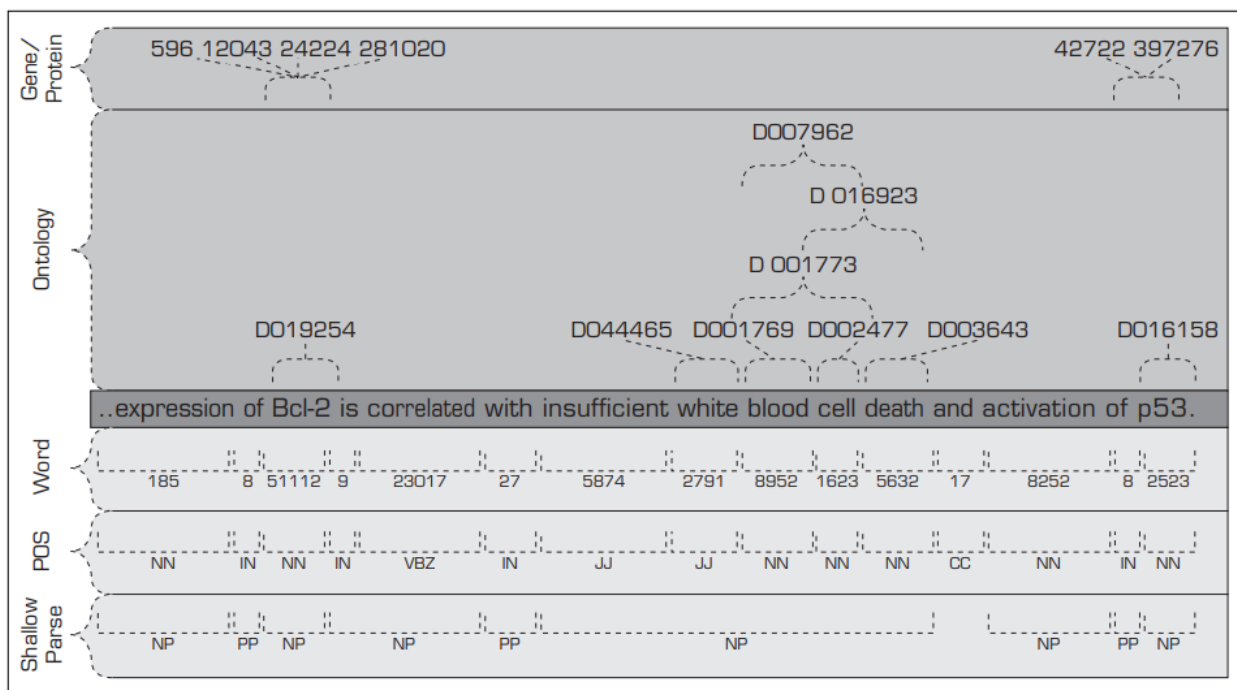 Gene/
Protein
596 12043 24224 281020 42722 397276
Ontology
D007962
D 016923
D 001773
D019254 D044465 D001769 D002477 D003643 D016158
..expression of Bcl-2 is correlated with insufficient white blood cell death and activation of p53.
Word
185 8 51112 9 23017 27 5874 2791 8952 1623 5632 17 8252 8 2523
POS
NN IN NN IN VBZ IN JJ JJ NN NN NN CC NN IN NN
Shallow
Parse
NP PP NP NP PP NP NP PP NP